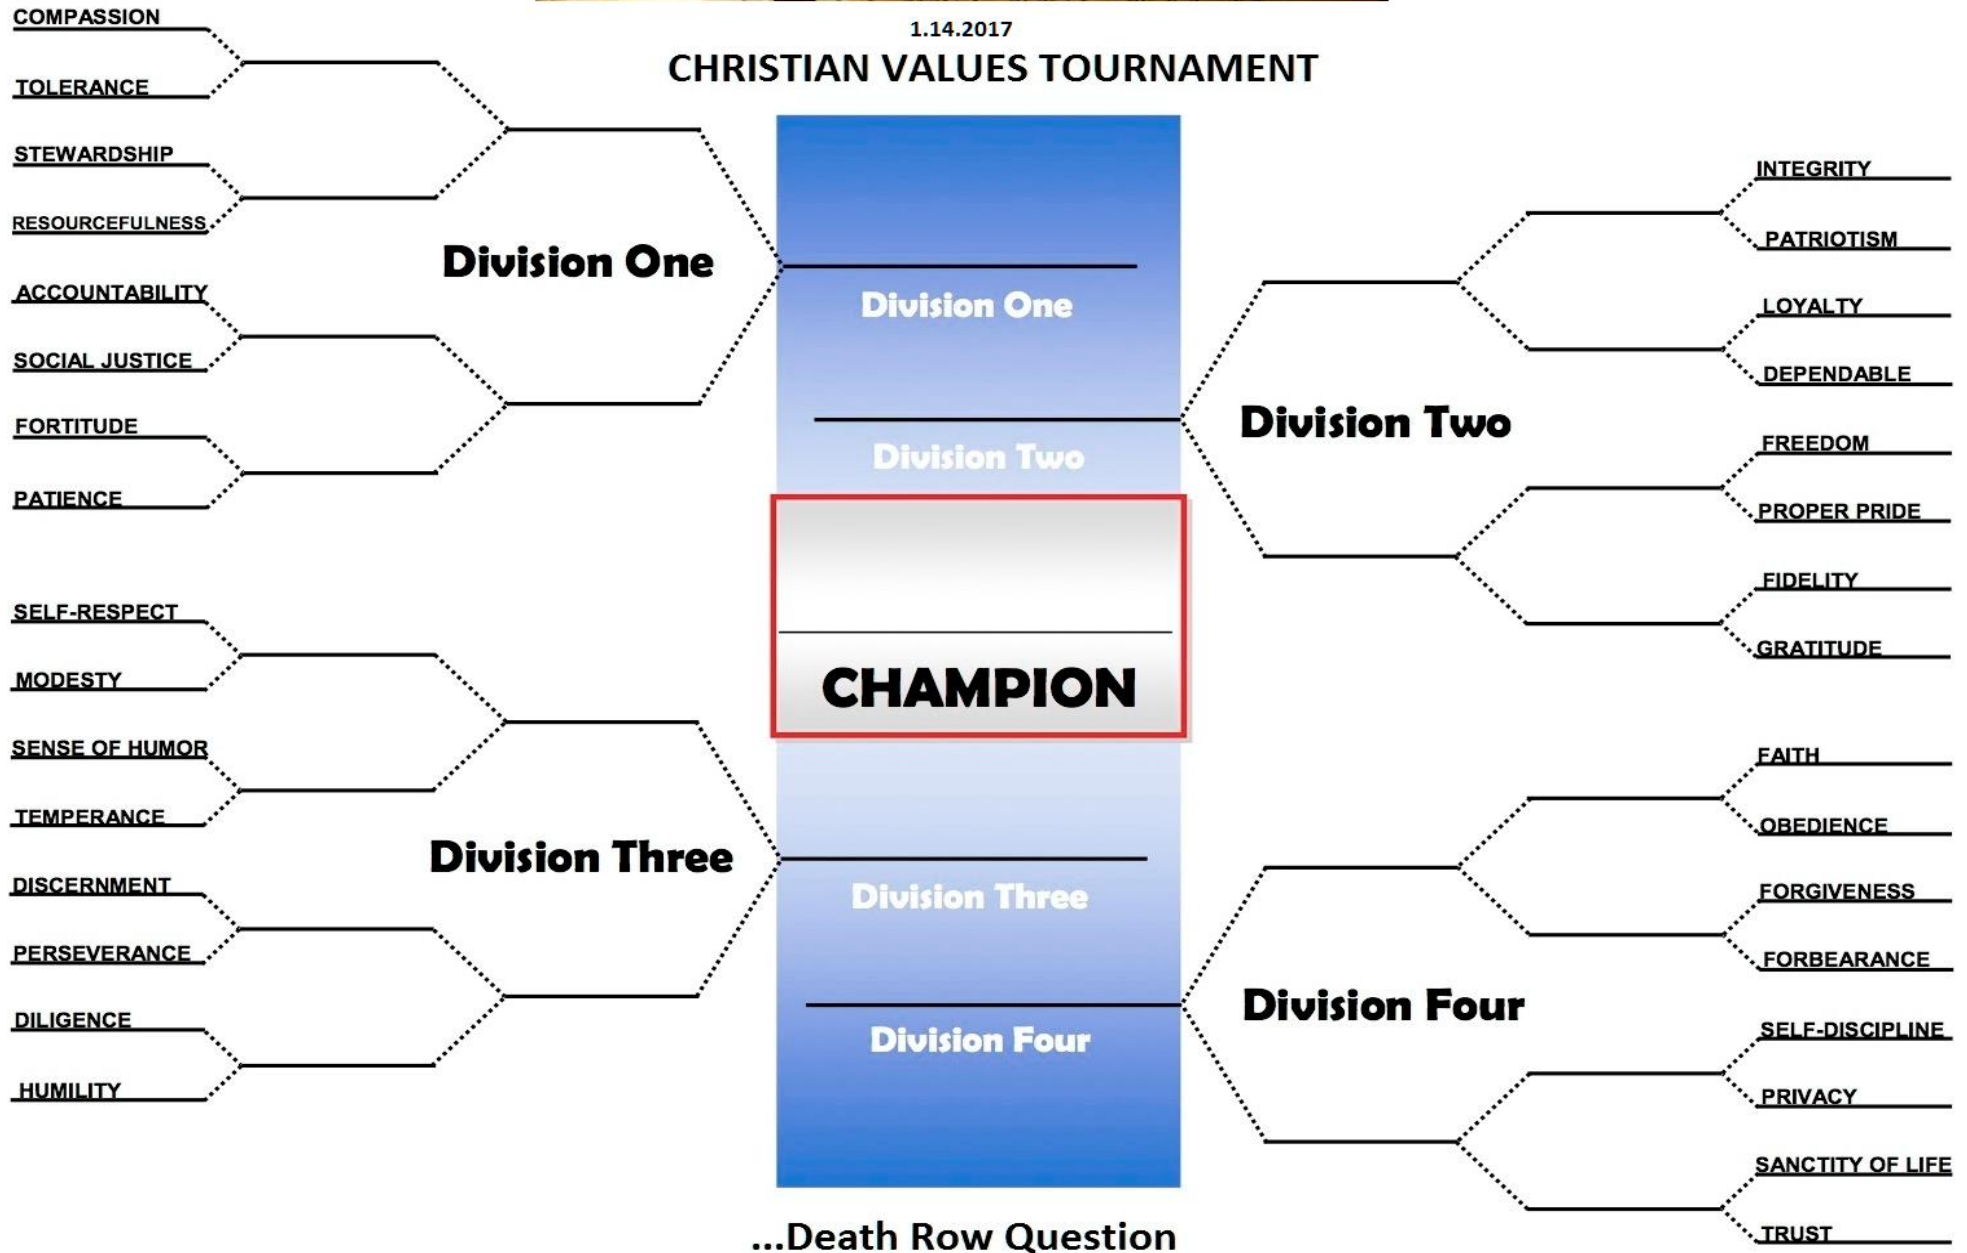 1.14.2017
CHRISTIAN VALUES TOURNAMENT
COMPASSION
TOLERANCE
STEWARDSHIP
RESOURCEFULNESS
ACCOUNTABILITY
SOCIAL JUSTICE
FORTITUDE
PATIENCE
Division One
SELF-RESPECT
MODESTY
SENSE OF HUMOR
TEMPERANCE
DISCERNMENT
PERSEVERANCE
DILIGENCE
HUMILITY
Division Three
Division One
Division Two
CHAMPION
Division Three
Division Four
INTEGRITY
PATRIOTISM
LOYALTY
DEPENDABLE
FREEDOM
PROPER PRIDE
FIDELITY
GRATITUDE
Division Two
FAITH
OBEDIENCE
FORGIVENESS
FORBEARANCE
SELF-DISCIPLINE
PRIVACY
SANCTITY OF LIFE
TRUST
Division Four
...Death Row Question